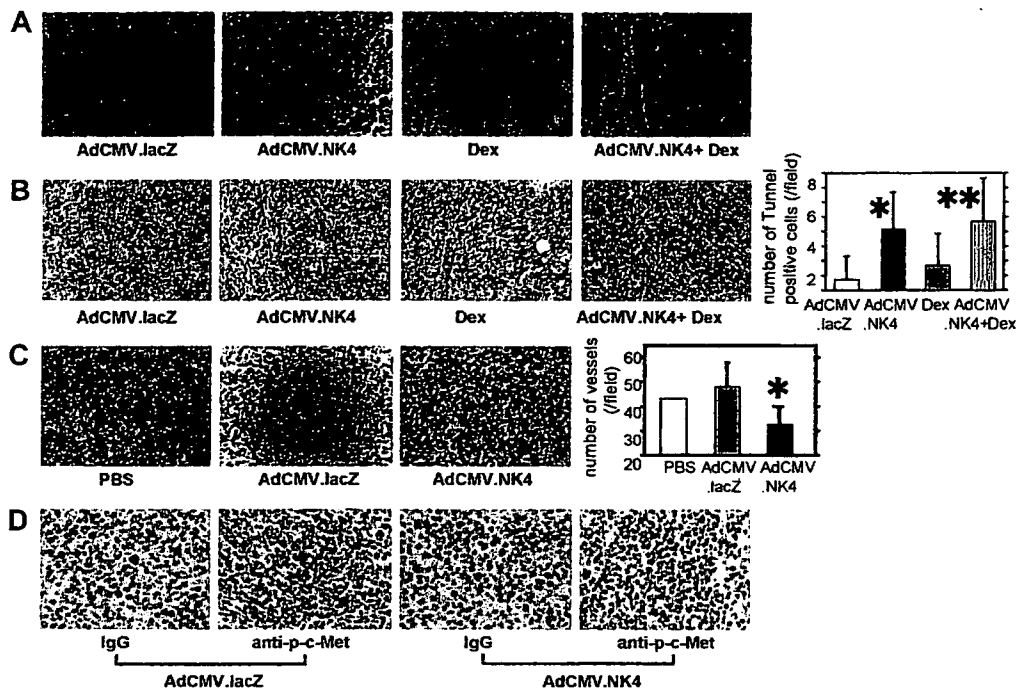 A
AdCMV.lacZ AdCMV.NK4 Dex AdCMV.NK4+ Dex
B
AdCMV.lacZ AdCMV.NK4 Dex AdCMV.NK4+ Dex
number of Tunnel
positive cells (/field)
8
6
4
2
* **
AdCMV AdCMV Dex AdCMV
.lacZ .NK4 .NK4+Dex
C
PBS AdCMV.lacZ AdCMV.NK4
number of vessels
(/field)
60
50
40
30
20
*
PBS AdCMV AdCMV
.lacZ .NK4
D
IgG anti-p-c-Met IgG anti-p-c-Met
AdCMV.lacZ AdCMV.NK4